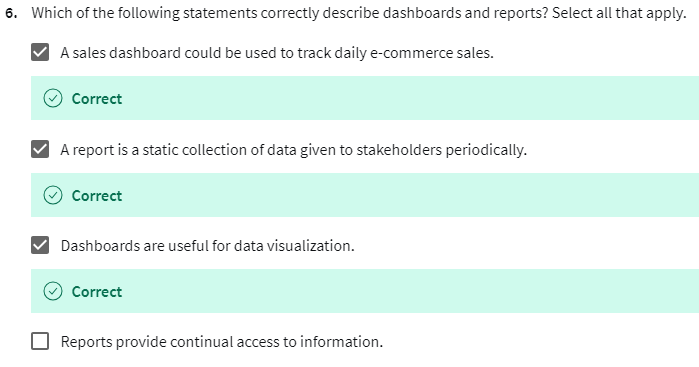 6. Which of the following statements correctly describe dashboards and reports? Select all that apply.
A sales dashboard could be used to track daily e-commerce sales.
Correct
A report is a static collection of data given to stakeholders periodically.
Correct
Dashboards are useful for data visualization.
Correct
Reports provide continual access to information.